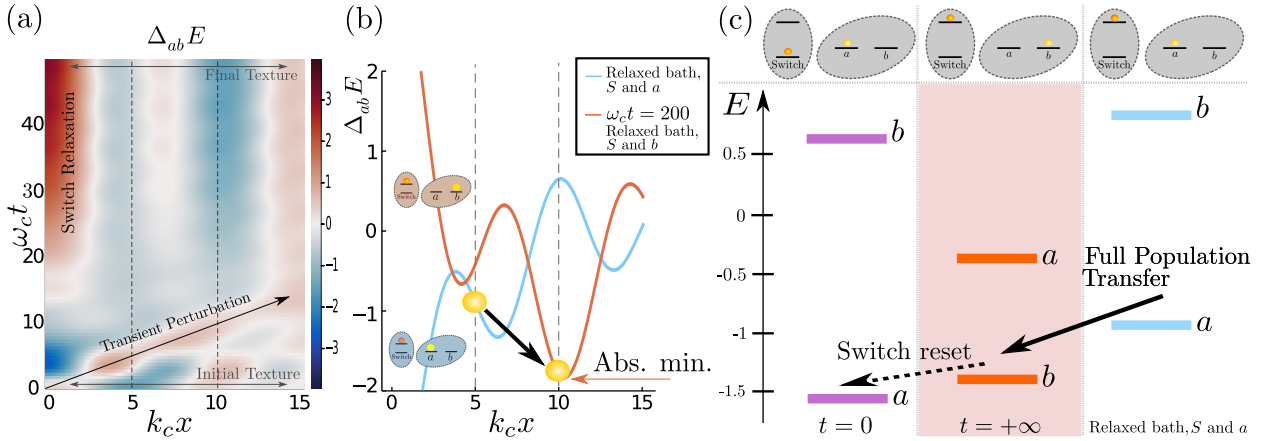 (a)
Δ_{ab}E
Final Texture
Switch Relaxation
Transient Perturbation
Initial Texture
ω_c t
0
10
20
30
40
0
5
10
15
k_c x
3
2
1
0
−1
−2
−3
(b)
Δ_{ab}E
2
1
0
−1
−2
0
5
10
15
k_c x
Relaxed bath,
S and a
ω_c t = 200
Relaxed bath,
S and b
Switch
a b
Switch
a b
Abs. min.
(c)
Switch
a b
Switch
a b
Switch
a b
E
0.5
0
-0.5
-1
-1.5
b
b
a
Full Population
Transfer
a
Switch reset
b
a
t = 0
t = +∞
Relaxed bath, S and a